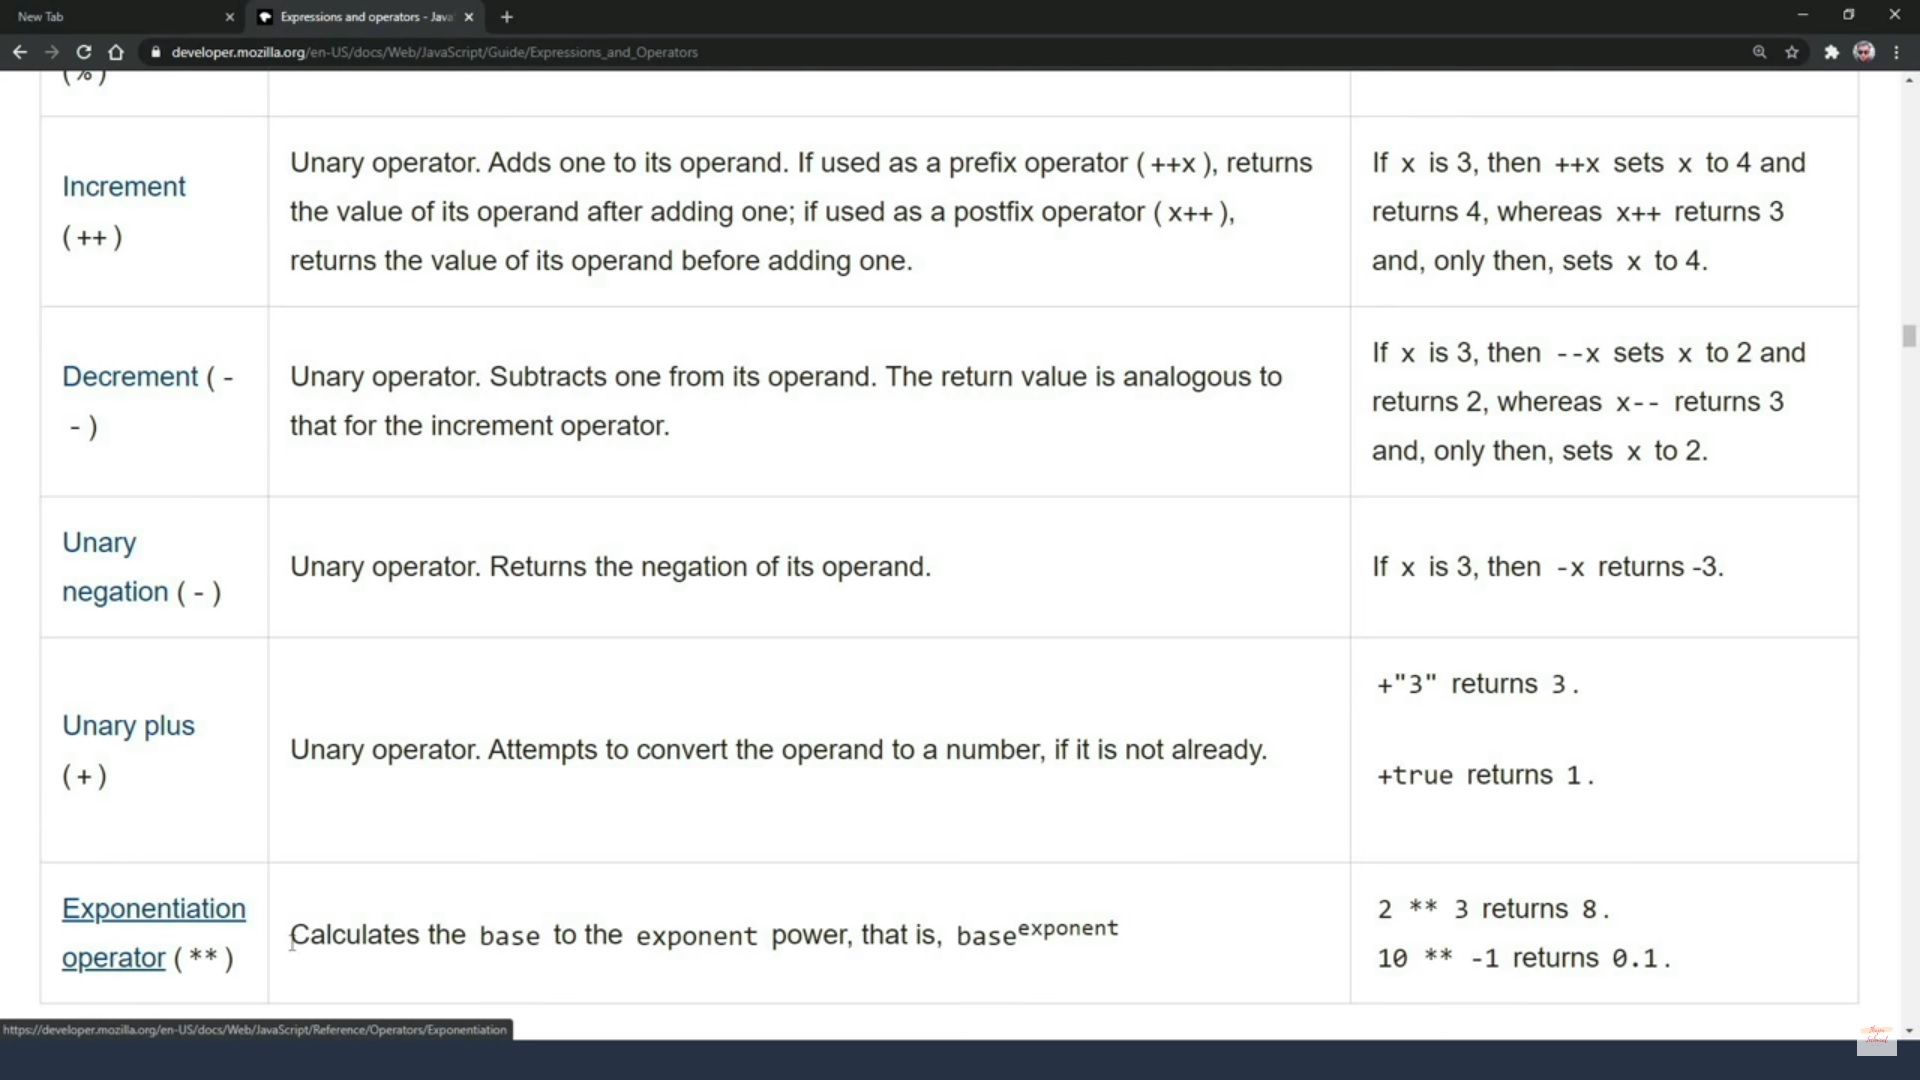 New Tab
Expressions and operators - Java
developer.mozilla.org/en-US/docs/Web/JavaScript/Guide/Expressions_and_Operators
(%)
Increment
(++)
Unary operator. Adds one to its operand. If used as a prefix operator (++x), returns
the value of its operand after adding one; if used as a postfix operator (x++),
returns the value of its operand before adding one.
If x is 3, then ++x sets x to 4 and
returns 4, whereas x++ returns 3
and, only then, sets x to 4.
Decrement (-
-)
Unary operator. Subtracts one from its operand. The return value is analogous to
that for the increment operator.
If x is 3, then --x sets x to 2 and
returns 2, whereas x-- returns 3
and, only then, sets x to 2.
Unary
negation (-)
Unary operator. Returns the negation of its operand.
If x is 3, then -x returns -3.
Unary plus
(+)
Unary operator. Attempts to convert the operand to a number, if it is not already.
+"3" returns 3.
+true returns 1.
Exponentiation
operator (**)
Calculates the base to the exponent power, that is, base^exponent
2 ** 3 returns 8.
10 ** -1 returns 0.1.
https://developer.mozilla.org/en-US/docs/Web/JavaScript/Reference/Operators/Exponentiation